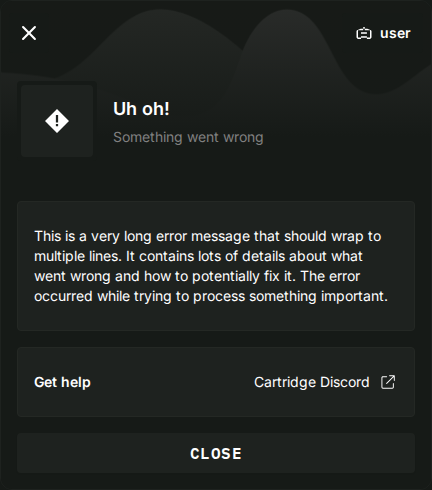 user
Uh oh!
Something went wrong
This is a very long error message that should wrap to
multiple lines. It contains lots of details about what
went wrong and how to potentially fix it. The error
occurred while trying to process something important.
Get help Cartridge Discord
CLOSE